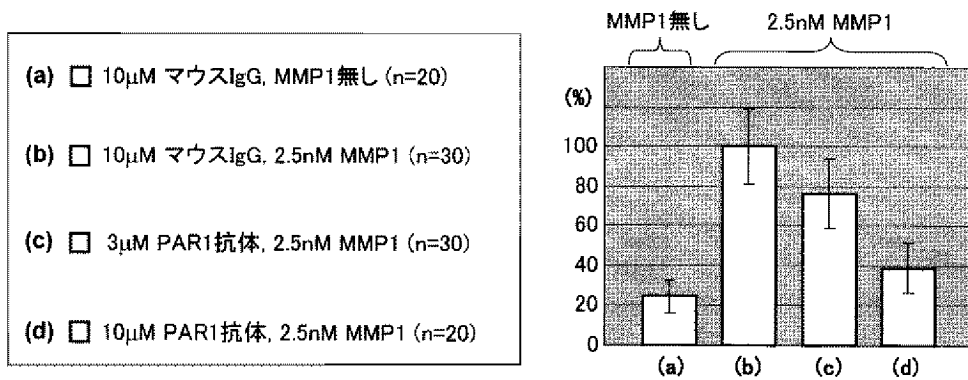 (a) □ 10μM マウスIgG, MMP1無し (n=20)
(b) □ 10μM マウスIgG, 2.5nM MMP1 (n=30)
(c) □ 3μM PAR1抗体, 2.5nM MMP1 (n=30)
(d) □ 10μM PAR1抗体, 2.5nM MMP1 (n=20)
MMP1無し 2.5nM MMP1
(%)
100
80
60
40
20
0
(a) (b) (c) (d)